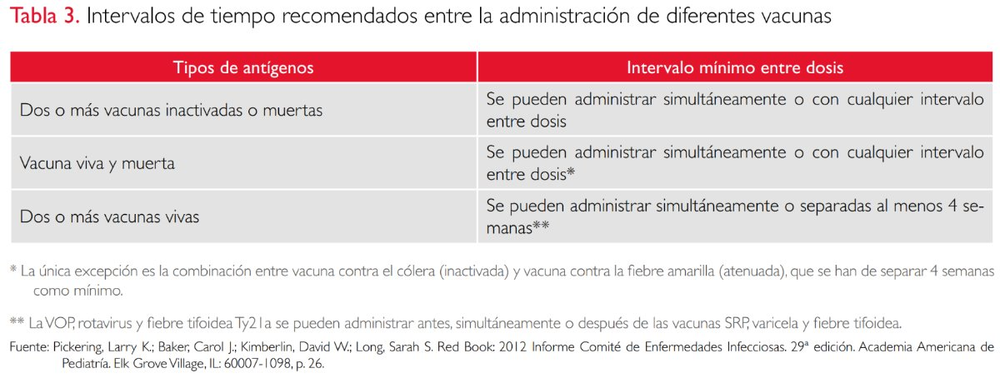 Tabla 3. Intervalos de tiempo recomendados entre la administración de diferentes vacunas
Tipos de antígenos
Intervalo mínimo entre dosis
Dos o más vacunas inactivadas o muertas
Se pueden administrar simultáneamente o con cualquier intervalo
entre dosis
Vacuna viva y muerta
Se pueden administrar simultáneamente o con cualquier intervalo
entre dosis*
Dos o más vacunas vivas
Se pueden administrar simultáneamente o separadas al menos 4 se-
manas**
* La única excepción es la combinación entre vacuna contra el cólera (inactivada) y vacuna contra la fiebre amarilla (atenuada), que se han de separar 4 semanas
como mínimo.
** La VOP, rotavirus y fiebre tifoidea Ty21a se pueden administrar antes, simultáneamente o después de las vacunas SRP, varicela y fiebre tifoidea.
Fuente: Pickering, Larry K.; Baker, Carol J.; Kimberlin, David W.; Long, Sarah S. Red Book: 2012 Informe Comité de Enfermedades Infecciosas. 29ª edición. Academia Americana de
Pediatría. Elk Grove Village, IL: 60007-1098, p. 26.